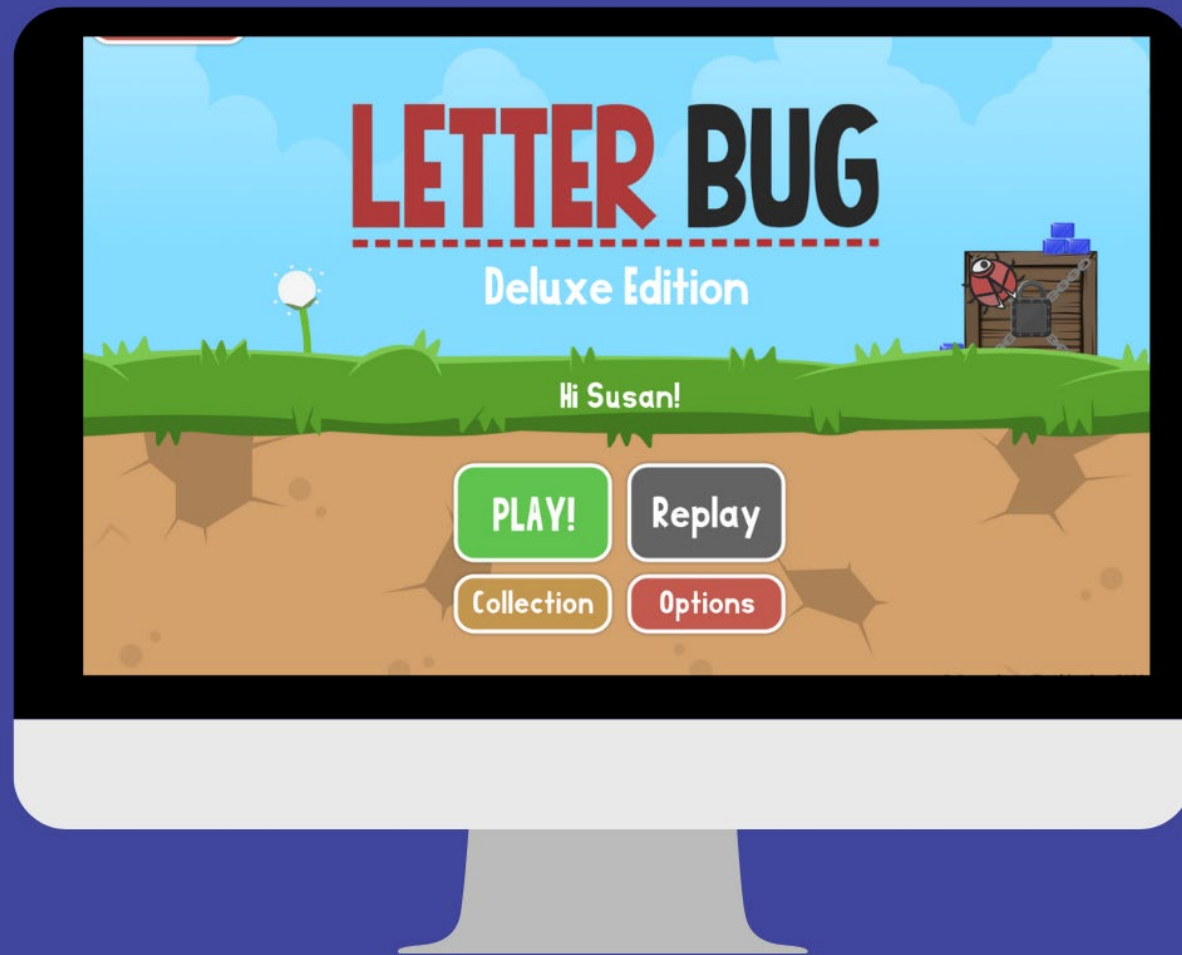 LETTER BUG
Deluxe Edition
Hi Susan!
PLAY!
Replay
Collection
Options